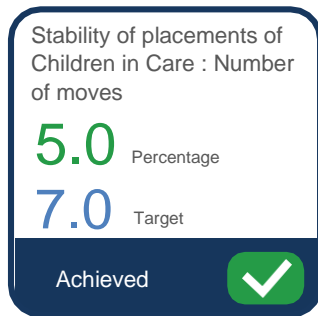 Stability of placements of
Children in Care : Number
of moves
5.0 Percentage
7.0 Target
Achieved